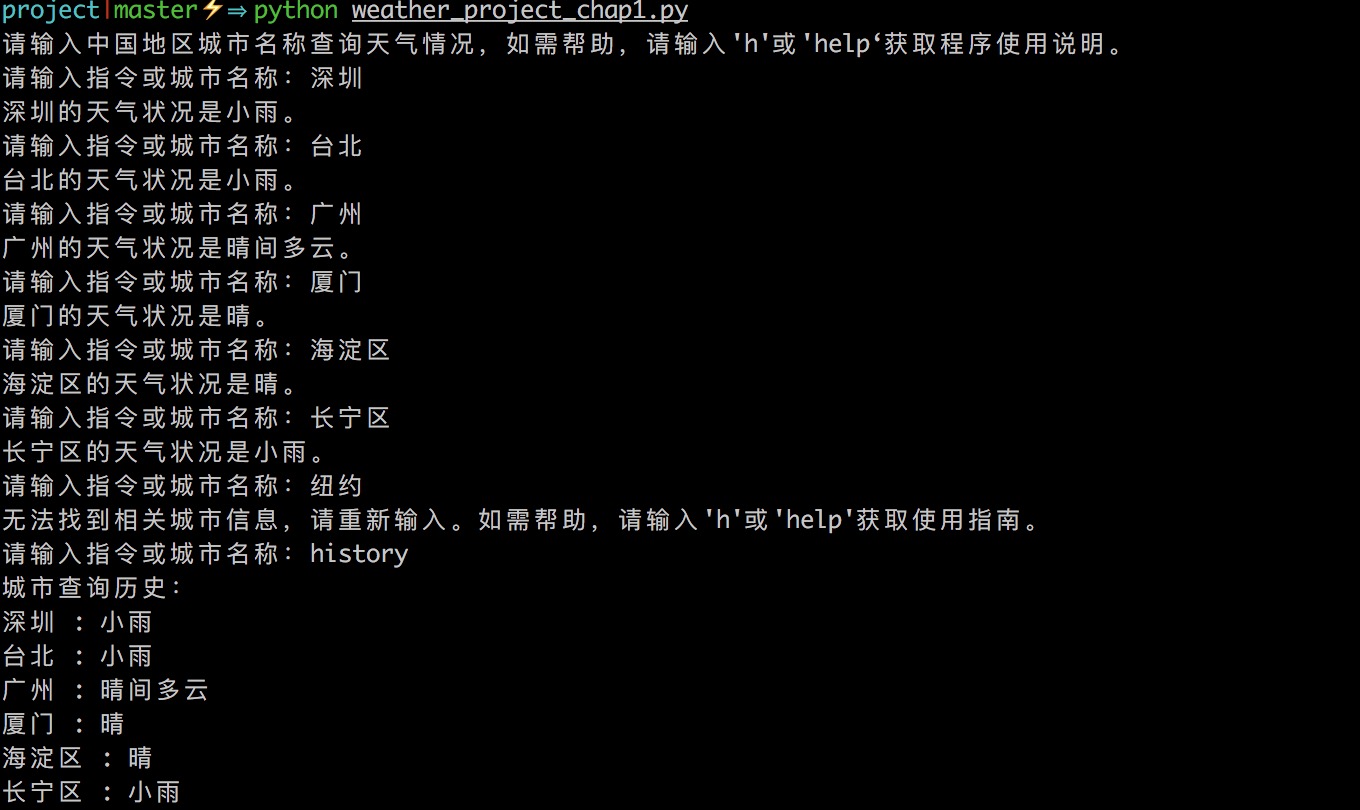 project|master⚡⇒python weather_project_chap1.py
请输入中国地区城市名称查询天气情况，如需帮助，请输入'h'或'help‘获取程序使用说明。
请输入指令或城市名称：深圳
深圳的天气状况是小雨。
请输入指令或城市名称：台北
台北的天气状况是小雨。
请输入指令或城市名称：广州
广州的天气状况是晴间多云。
请输入指令或城市名称：厦门
厦门的天气状况是晴。
请输入指令或城市名称：海淀区
海淀区的天气状况是晴。
请输入指令或城市名称：长宁区
长宁区的天气状况是小雨。
请输入指令或城市名称：纽约
无法找到相关城市信息，请重新输入。如需帮助，请输入'h'或'help'获取使用指南。
请输入指令或城市名称：history
城市查询历史：
深圳 : 小雨
台北 : 小雨
广州 : 晴间多云
厦门 : 晴
海淀区 : 晴
长宁区 : 小雨